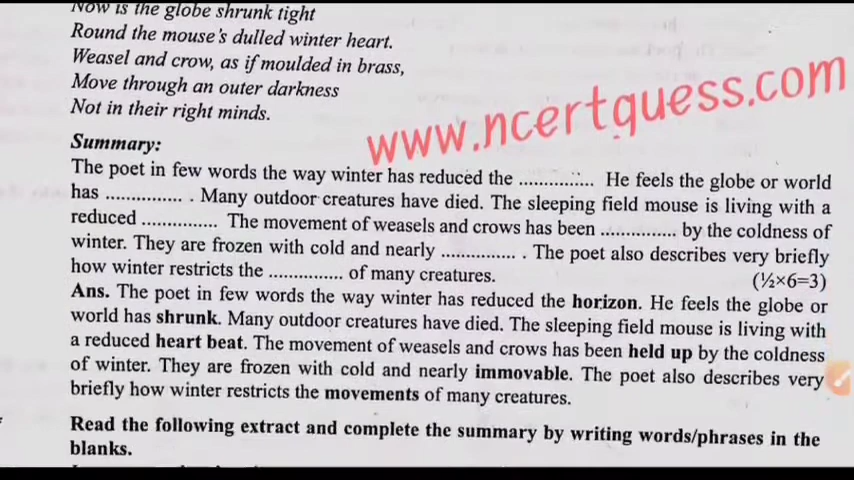 Now is the globe shrunk tight
Round the mouse's dulled winter heart.
Weasel and crow, as if moulded in brass,
Move through an outer darkness
Not in their right minds.
www.ncertguess.com
Summary:
The poet in few words the way winter has reduced the ............... He feels the globe or world
has ............... . Many outdoor creatures have died. The sleeping field mouse is living with a
reduced ............... The movement of weasels and crows has been ............... by the coldness of
winter. They are frozen with cold and nearly ............... . The poet also describes very briefly
how winter restricts the ............... of many creatures. (½×6=3)
Ans. The poet in few words the way winter has reduced the horizon. He feels the globe or
world has shrunk. Many outdoor creatures have died. The sleeping field mouse is living with
a reduced heart beat. The movement of weasels and crows has been held up by the coldness
of winter. They are frozen with cold and nearly immovable. The poet also describes very
briefly how winter restricts the movements of many creatures.
Read the following extract and complete the summary by writing words/phrases in the
blanks.